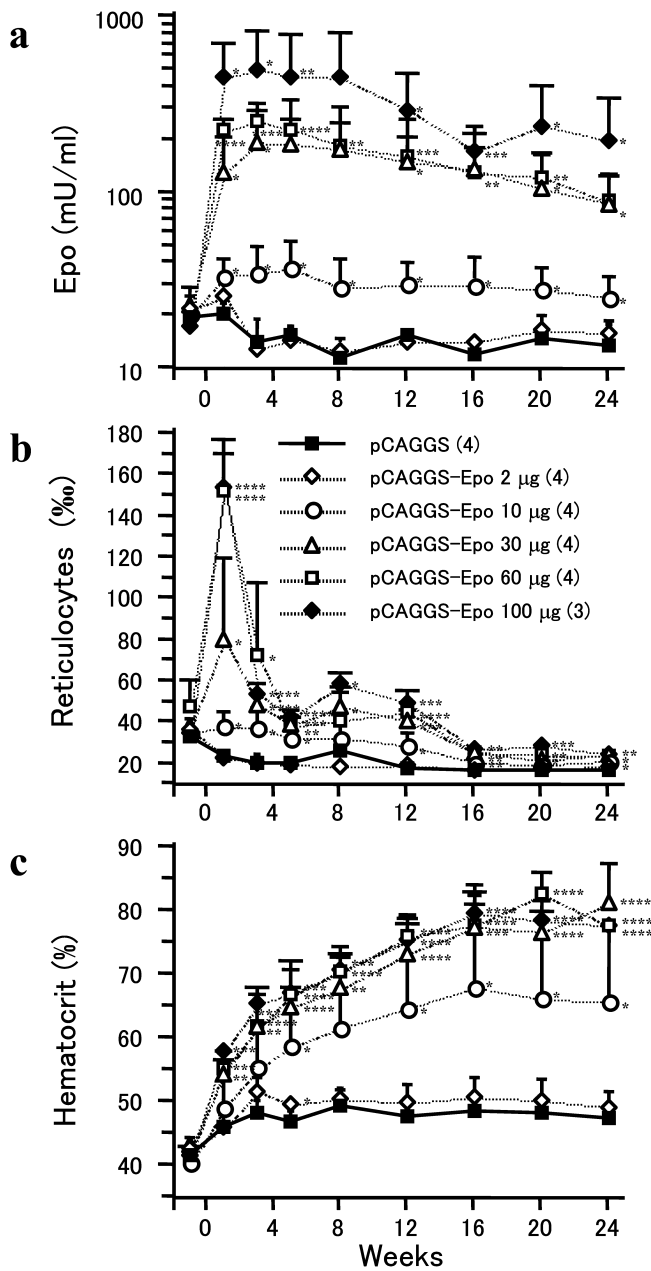 a
Epo (mU/ml)
1000
100
10
0 4 8 12 16 20 24
b
Reticulocytes (‰)
180
160
140
120
100
80
60
40
20
pCAGGS (4)
pCAGGS-Epo 2 μg (4)
pCAGGS-Epo 10 μg (4)
pCAGGS-Epo 30 μg (4)
pCAGGS-Epo 60 μg (4)
pCAGGS-Epo 100 μg (3)
0 4 8 12 16 20 24
c
Hematocrit (%)
90
80
70
60
50
40
0 4 8 12 16 20 24
Weeks